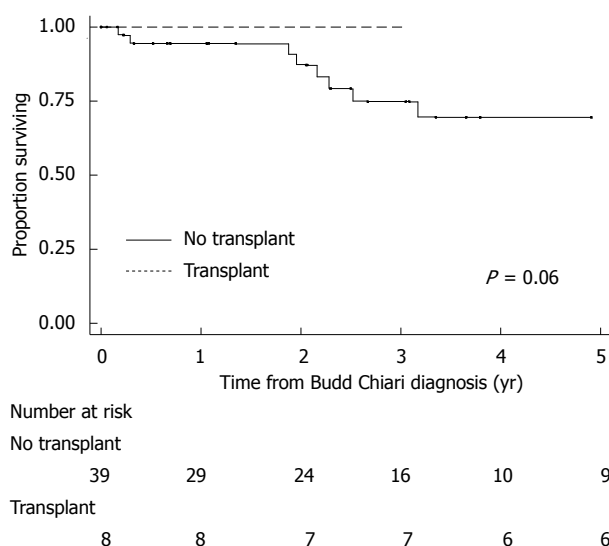 1.00
0.75
0.50
0.25
0.00
Proportion surviving
No transplant
Transplant
P = 0.06
0 1 2 3 4 5
Time from Budd Chiari diagnosis (yr)
Number at risk
No transplant
39 29 24 16 10 9
Transplant
8 8 7 7 6 6